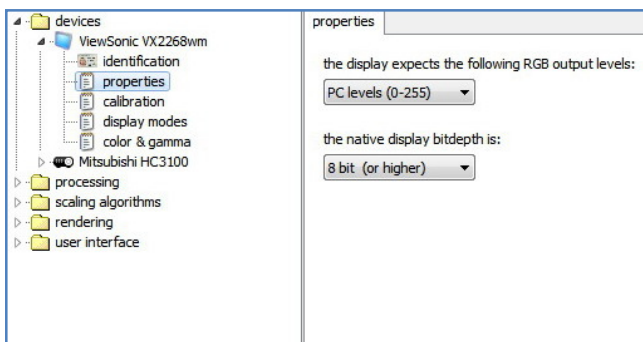 devices
ViewSonic VX2268wm
identification
properties
calibration
display modes
color & gamma
Mitsubishi HC3100
processing
scaling algorithms
rendering
user interface
properties
the display expects the following RGB output levels:
PC levels (0-255)
the native display bitdepth is:
8 bit (or higher)